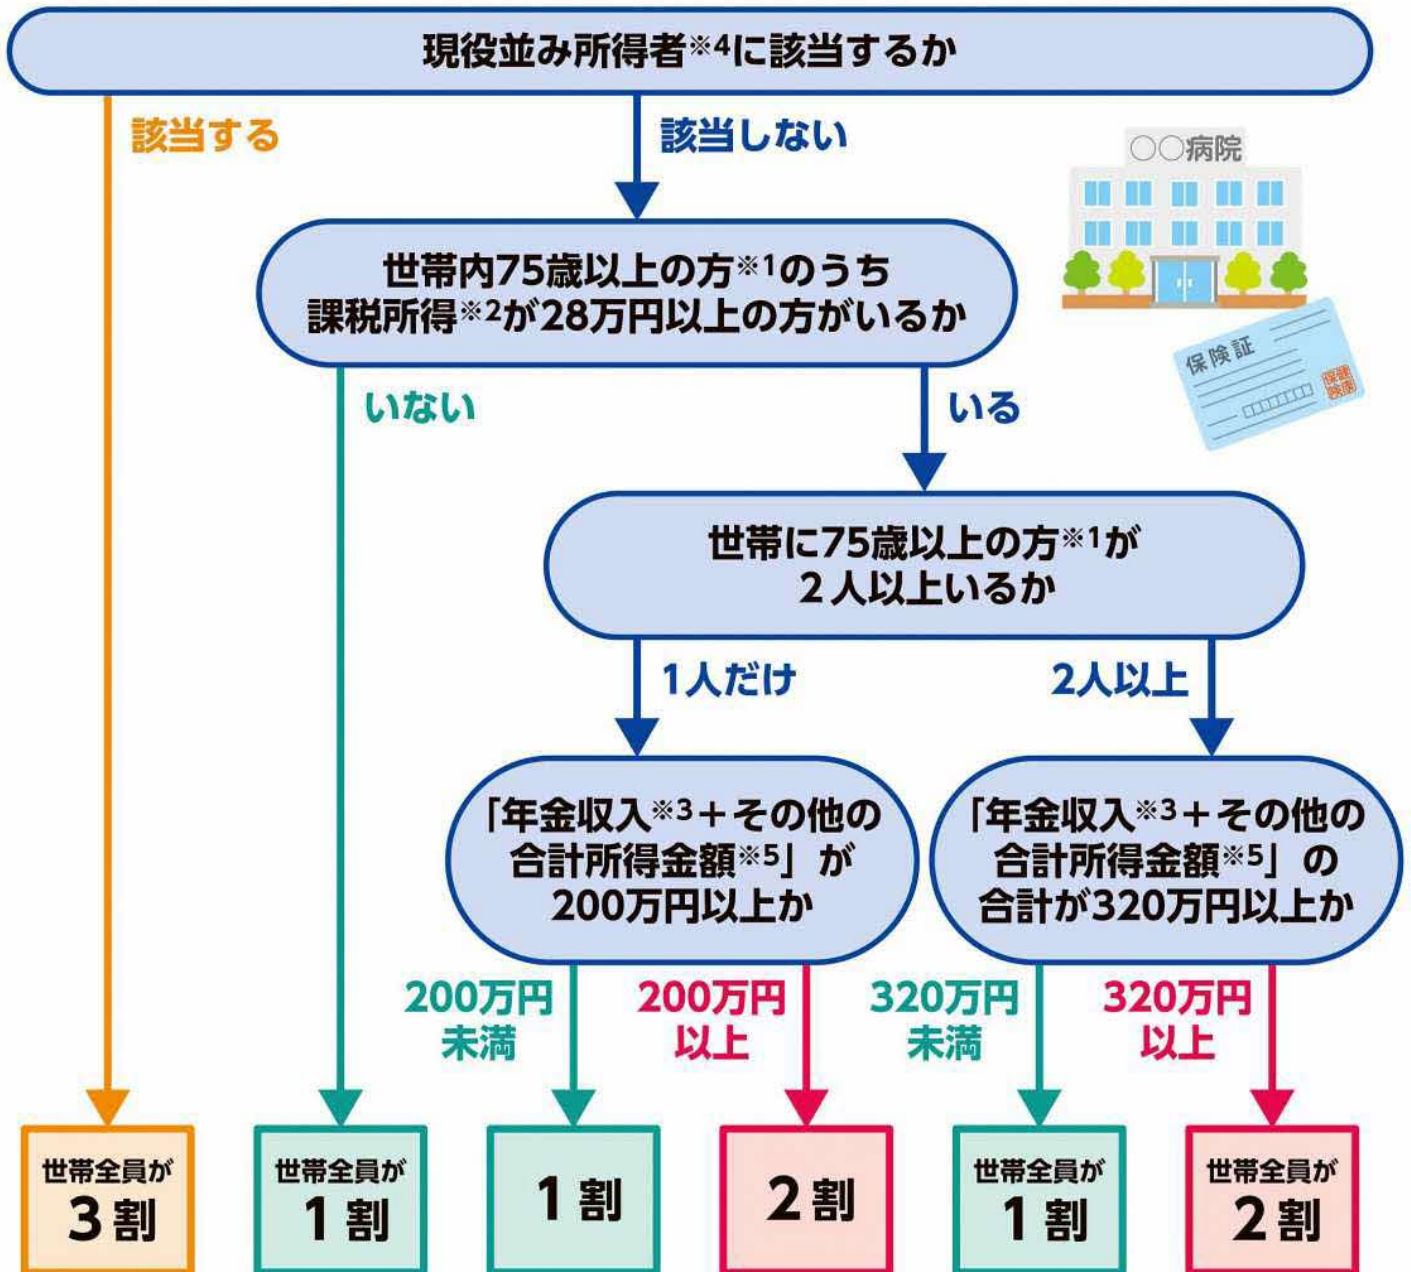 現役並み所得者※4に該当するか
該当する
該当しない
○○病院
世帯内75歳以上の方※1のうち
課税所得※2が28万円以上の方がいるか
保険証
健康
保険
いない
いる
世帯に75歳以上の方※1が
2人以上いるか
1人だけ
2人以上
「年金収入※3+その他の
合計所得金額※5」が
200万円以上か
「年金収入※3+その他の
合計所得金額※5」の
合計が320万円以上か
200万円
未満
200万円
以上
320万円
未満
320万円
以上
世帯全員が
3割
世帯全員が
1割
1割
2割
世帯全員が
1割
世帯全員が
2割